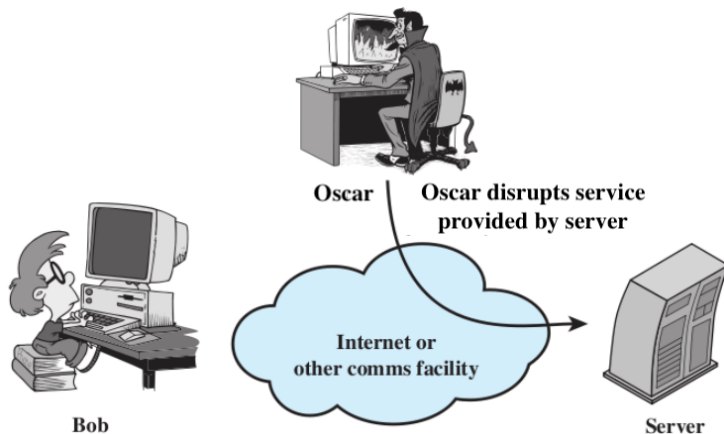 Oscar
Oscar disrupts service
provided by server
Internet or
other comms facility
Bob
Server